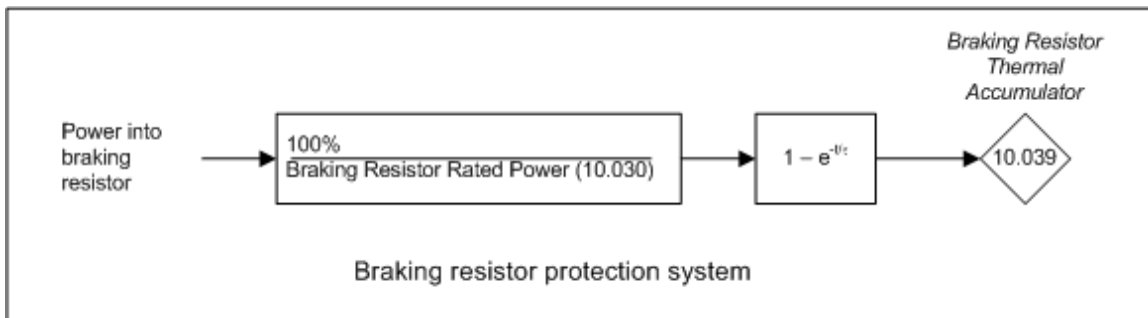 Braking Resistor
Thermal
Accumulator
Power into
braking
resistor
100%
Braking Resistor Rated Power (10.030)
1 – e^-t/τ
10.039
Braking resistor protection system